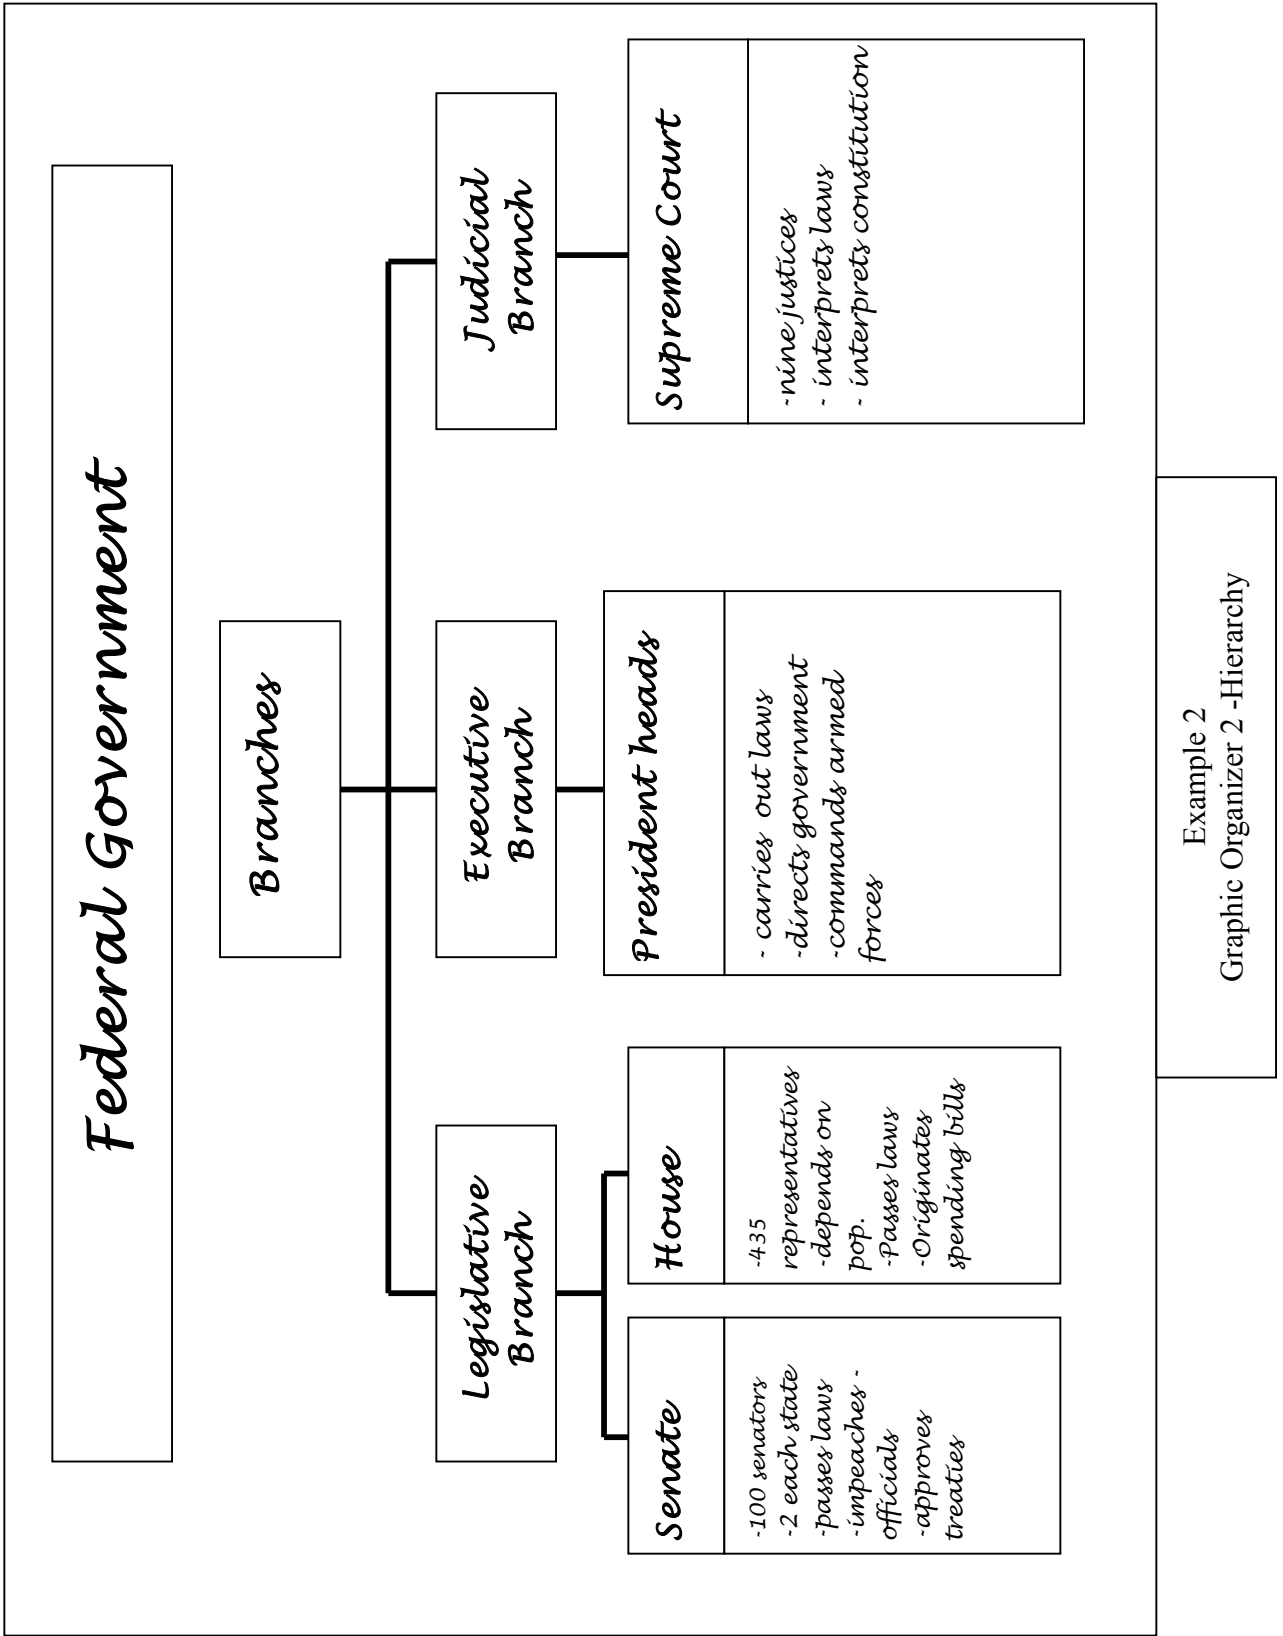 Federal Government
Branches
Legislative
Branch
Executive
Branch
Judicial
Branch
Senate
-100 senators
-2 each state
-passes laws
-impeaches -
officials
-approves
treaties
House
-435
representatives
-depends on
pop.
-Passes laws
-Originates
spending bills
President heads
- carries out laws
-directs government
-commands armed
forces
Supreme Court
-nine justices
- interprets laws
- interprets constitution
Example 2
Graphic Organizer 2 -Hierarchy